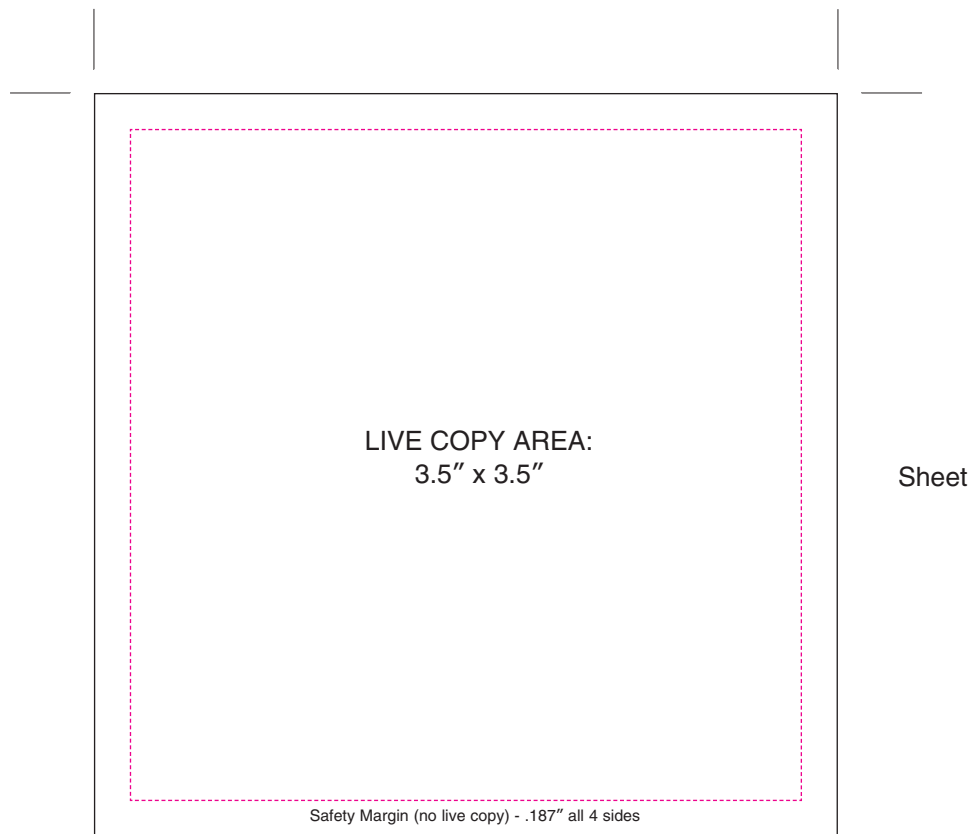 LIVE COPY AREA:
3.5″ x 3.5″
Sheet
Safety Margin (no live copy) - .187″ all 4 sides